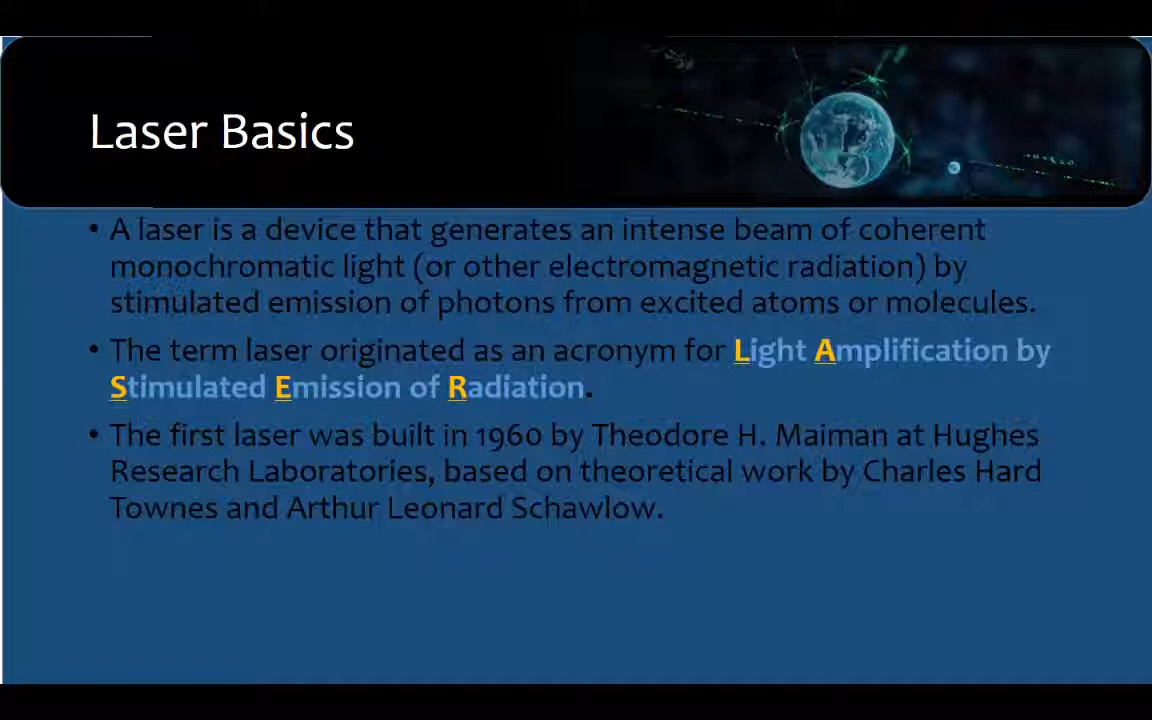 Laser Basics
• A laser is a device that generates an intense beam of coherent
monochromatic light (or other electromagnetic radiation) by
stimulated emission of photons from excited atoms or molecules.
• The term laser originated as an acronym for Light Amplification by
Stimulated Emission of Radiation.
• The first laser was built in 1960 by Theodore H. Maiman at Hughes
Research Laboratories, based on theoretical work by Charles Hard
Townes and Arthur Leonard Schawlow.